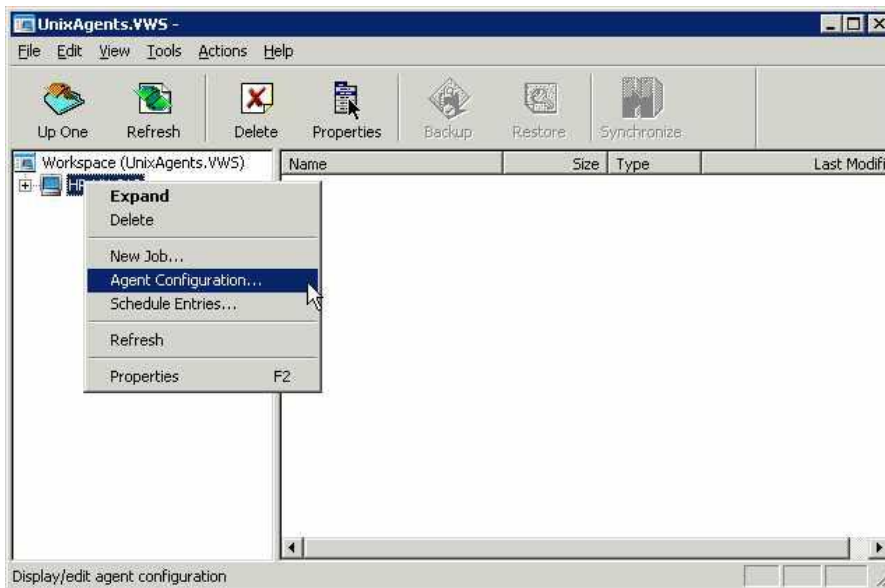 UnixAgents.VWS -
File Edit View Tools Actions Help
Up One Refresh Delete Properties Backup Restore Synchronize
Workspace (UnixAgents.VWS) Name Size Type Last Modifi
Expand
Delete
New Job...
Agent Configuration...
Schedule Entries...
Refresh
Properties F2
Display/edit agent configuration